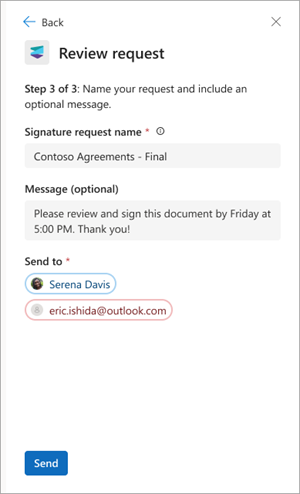 Back
Review request
Step 3 of 3: Name your request and include an
optional message.
Signature request name *
Contoso Agreements - Final
Message (optional)
Please review and sign this document by Friday at
5:00 PM. Thank you!
Send to *
Serena Davis
eric.ishida@outlook.com
Send